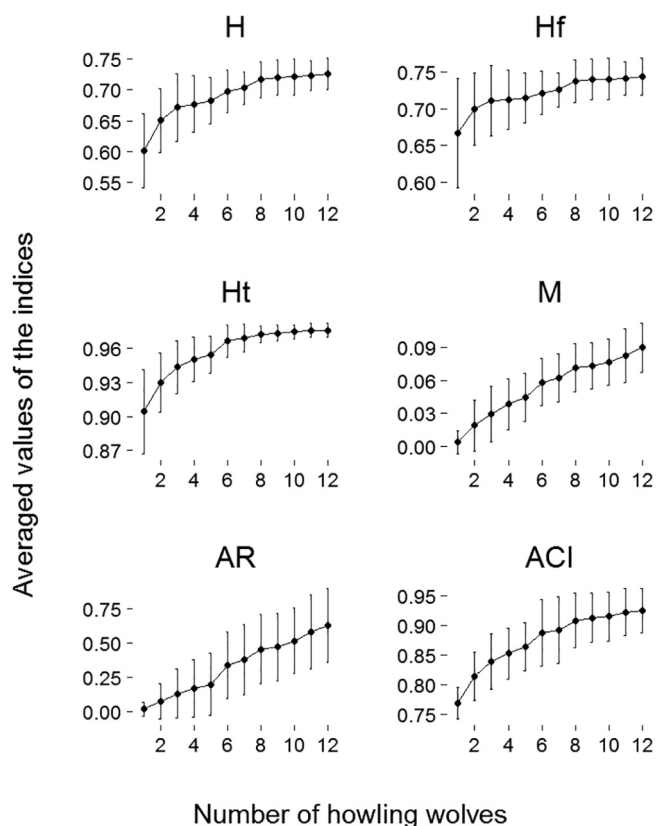 H
0.75
0.70
0.65
0.60
0.55
2 4 6 8 10 12
Hf
0.75
0.70
0.65
0.60
2 4 6 8 10 12
Ht
0.96
0.93
0.90
0.87
2 4 6 8 10 12
M
0.09
0.06
0.03
0.00
2 4 6 8 10 12
AR
0.75
0.50
0.25
0.00
2 4 6 8 10 12
ACI
0.95
0.90
0.85
0.80
0.75
2 4 6 8 10 12
Averaged values of the indices
Number of howling wolves